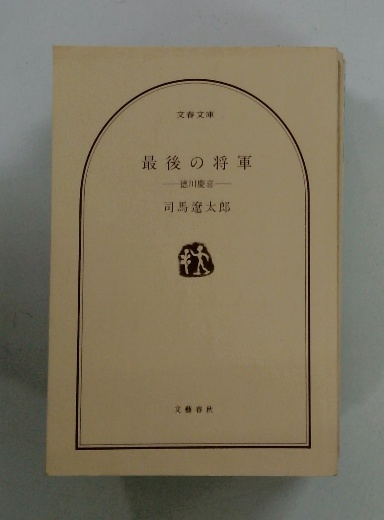 文春文庫
最後の将軍
──徳川慶喜──
司馬遼太郎
文藝春秋